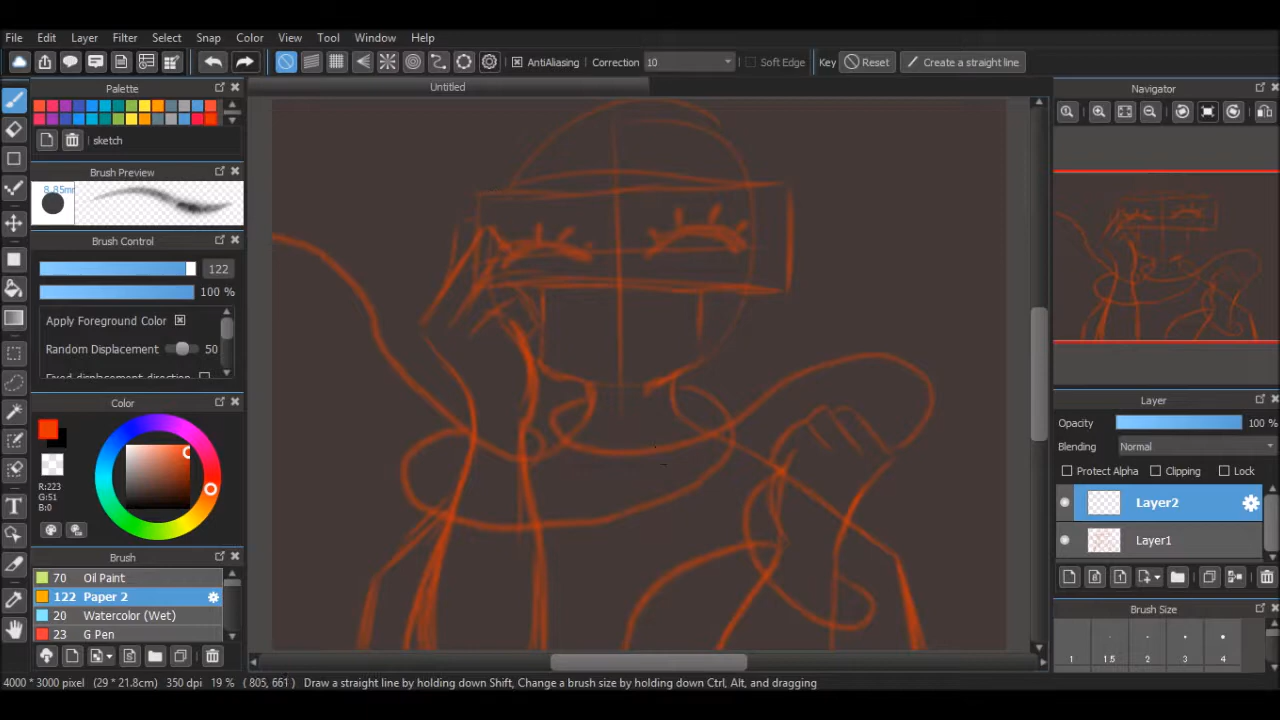 File Edit Layer Filter Select Snap Color View Tool Window Help
AntiAliasing Correction 10 Soft Edge Key Reset Create a straight line
Palette
Untitled
Navigator
sketch
Brush Preview
8.85mm
Brush Control
122
100 %
Apply Foreground Color
Random Displacement 50
Fixed displacement direction
Color
R:223
G:51
B:0
Brush
70 Oil Paint
122 Paper 2
20 Watercolor (Wet)
23 G Pen
Layer
Opacity 100 %
Blending Normal
Protect Alpha Clipping Lock
Layer2
Layer1
Brush Size
1 1.5 2 3 4
4000 * 3000 pixel (29 * 21.8cm) 350 dpi 19 % ( 805, 661 ) Draw a straight line by holding down Shift, Change a brush size by holding down Ctrl, Alt, and dragging